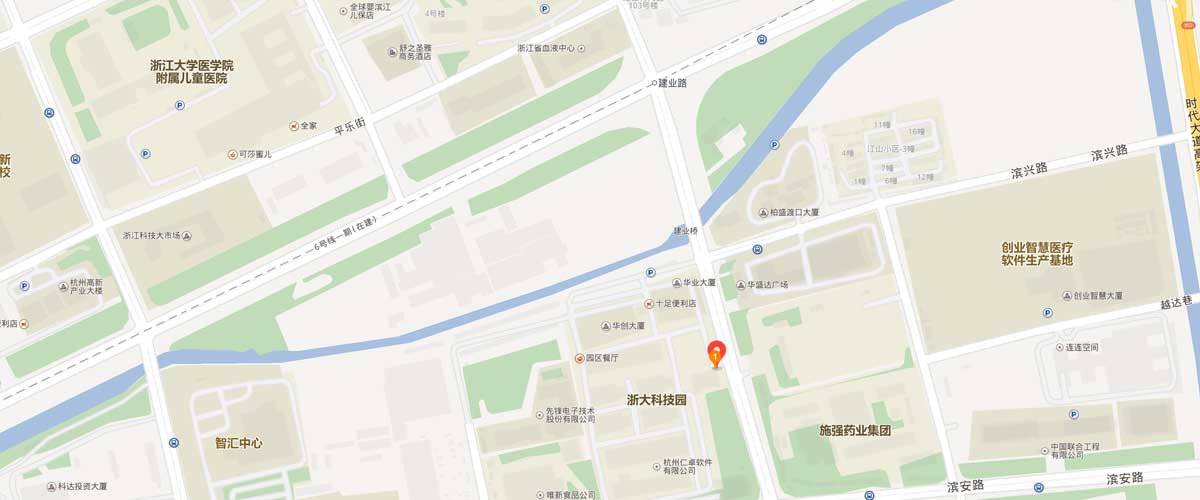 全球婴滨江
儿保店
4号楼
103号楼
舒之圣雅
商务酒店
浙江省血液中心
浙江大学医学院
附属儿童医院
建业路
时代大道高架
全家
平乐街
可莎蜜儿
新
校
11幢
16幢
4幢
江山小区-3幢
7幢
1幢
6幢
12幢
滨兴路
滨兴路
柏盛渡口大厦
浙江科技大市场
6号线一期(在建)
建业桥
创业智慧医疗
软件生产基地
杭州高新
产业大楼
华业大厦
华盛达广场
创业智慧大厦
越达巷
十足便利店
便利店
华创大厦
连连空间
园区餐厅
1
浙大科技园
先锋电子技术
股份有限公司
施强药业集团
智汇中心
中国联合工程
有限公司
杭州仁卓软件
有限公司
科达投资大厦
唯新食品公司
滨安路
滨安路